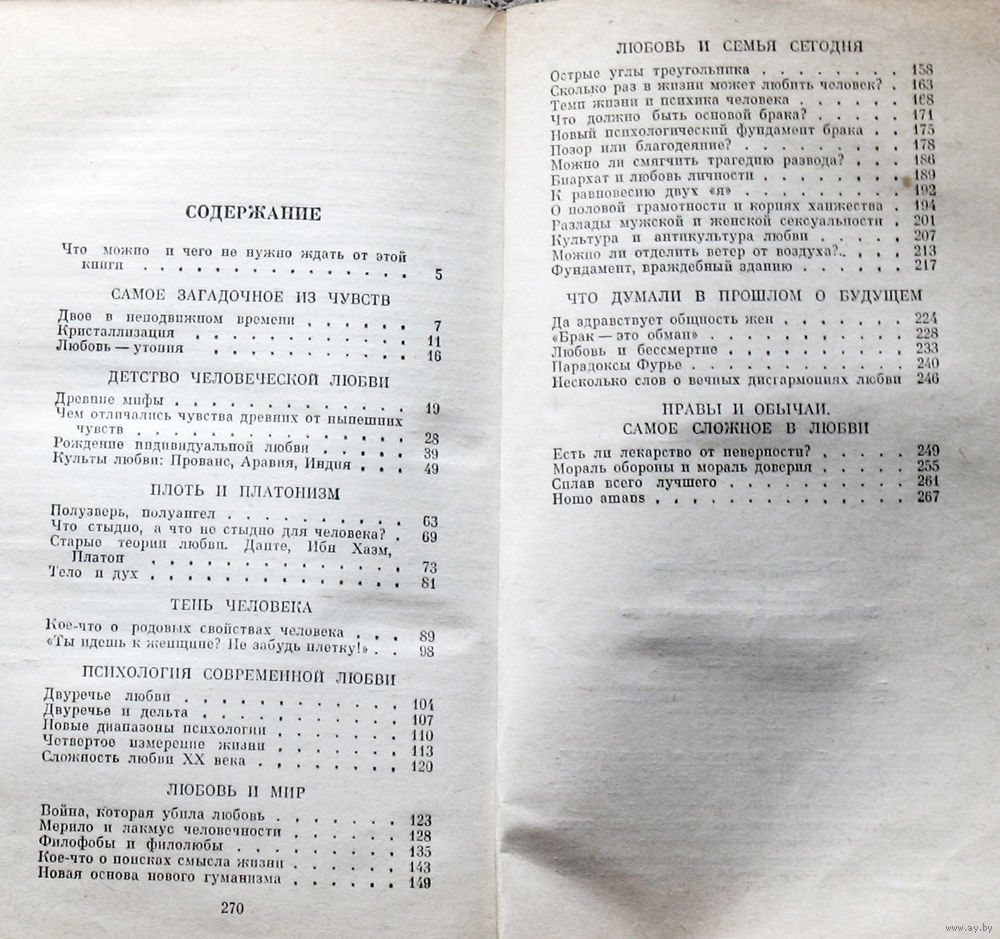 СОДЕРЖАНИЕ
Что можно и чего не нужно ждать от этой
книги . . . . . . . . . . . . . . . 5
САМОЕ ЗАГАДОЧНОЕ ИЗ ЧУВСТВ
Двое в неподвижном времени . . . . . . 7
Кристаллизация . . . . . . . . . . . 11
Любовь — утопия . . . . . . . . . . 16
ДЕТСТВО ЧЕЛОВЕЧЕСКОЙ ЛЮБВИ
Древние мифы . . . . . . . . . . . . 19
Чем отличались чувства древних от нынешних
чувств . . . . . . . . . . . . . . 28
Рождение индивидуальной любви . . . . . 39
Культы любви: Прованс, Аравия, Индия . . . 49
ПЛОТЬ И ПЛАТОНИЗМ
Полузверь, полуангел . . . . . . . . . 63
Что стыдно, а что не стыдно для человека? . 69
Старые теории любви. Данте, Ибн Хазм,
Платон . . . . . . . . . . . . . . 73
Тело и дух . . . . . . . . . . . . . 81
ТЕНЬ ЧЕЛОВЕКА
Кое-что о родовых свойствах человека . . . 89
«Ты идешь к женщине? Не забудь плетку!» . . 98
ПСИХОЛОГИЯ СОВРЕМЕННОЙ ЛЮБВИ
Двуречье любви . . . . . . . . . . . 104
Двуречье и дельта . . . . . . . . . . 107
Новые диапазоны психологии . . . . . . 110
Четвертое измерение жизни . . . . . . 113
Сложность любви XX века . . . . . . . 120
ЛЮБОВЬ И МИР
Война, которая убила любовь . . . . . . 123
Мерило и лакмус человечности . . . . . 128
Филофобы и филолюбы . . . . . . . . . 135
Кое-что о поисках смысла жизни . . . . . 143
Новая основа нового гуманизма . . . . . 149
270
ЛЮБОВЬ И СЕМЬЯ СЕГОДНЯ
Острые углы треугольника . . . . . . . . 158
Сколько раз в жизни может любить человек? . 163
Темп жизни и психика человека . . . . . . 168
Что должно быть основой брака? . . . . . . 171
Новый психологический фундамент брака . . 175
Позор или благодеяние? . . . . . . . . . 178
Можно ли смягчить трагедию развода? . . . 186
Биархат и любовь личности . . . . . . . 189
К равновесию двух «я» . . . . . . . . . 192
О половой грамотности и корнях ханжества . 194
Разлады мужской и женской сексуальности . 201
Культура и антикультура любви . . . . . 207
Можно ли отделить ветер от воздуха?. . . . 213
Фундамент, враждебный зданию . . . . . . 217
ЧТО ДУМАЛИ В ПРОШЛОМ О БУДУЩЕМ
Да здравствует общность жен . . . . . . . 224
«Брак — это обман» . . . . . . . . . . 228
Любовь и бессмертие . . . . . . . . . . 233
Парадоксы Фурье . . . . . . . . . . . 240
Несколько слов о вечных дисгармониях любви 246
НРАВЫ И ОБЫЧАИ.
САМОЕ СЛОЖНОЕ В ЛЮБВИ
Есть ли лекарство от неверности? . . . . . 249
Мораль обороны и мораль доверия . . . . . 255
Сплав всего лучшего . . . . . . . . . . 261
Homo amans . . . . . . . . . . . . . 267
www.ay.by